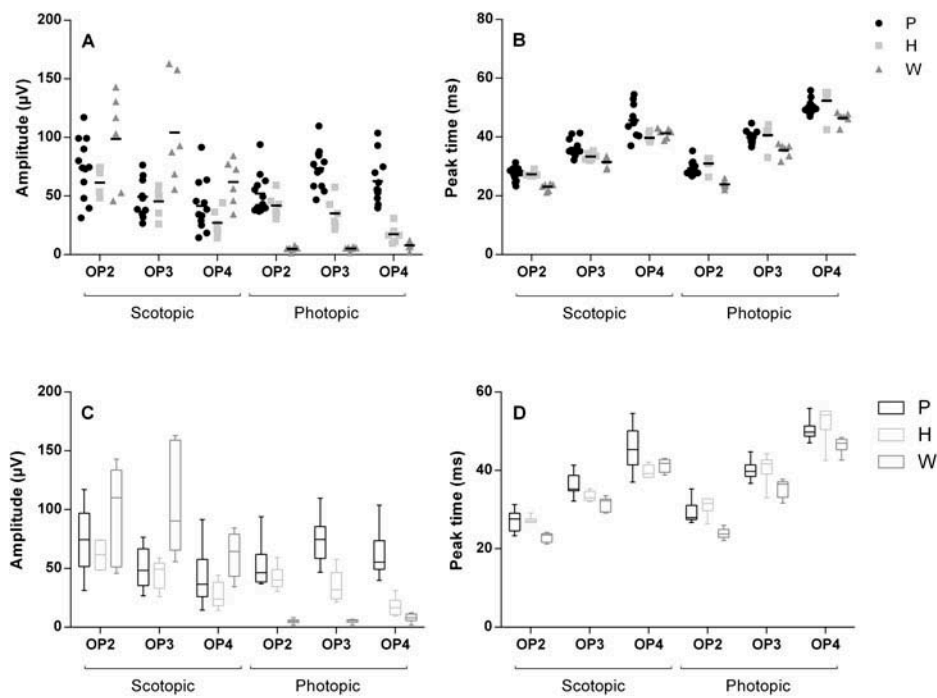 A
Amplitude (µV)
200
150
100
50
0
OP2 OP3 OP4 OP2 OP3 OP4
Scotopic Photopic
B
Peak time (ms)
80
60
40
20
0
OP2 OP3 OP4 OP2 OP3 OP4
Scotopic Photopic
P
H
W
C
Amplitude (µV)
200
150
100
50
0
OP2 OP3 OP4 OP2 OP3 OP4
Scotopic Photopic
D
Peak time (ms)
60
40
20
0
OP2 OP3 OP4 OP2 OP3 OP4
Scotopic Photopic
P
H
W